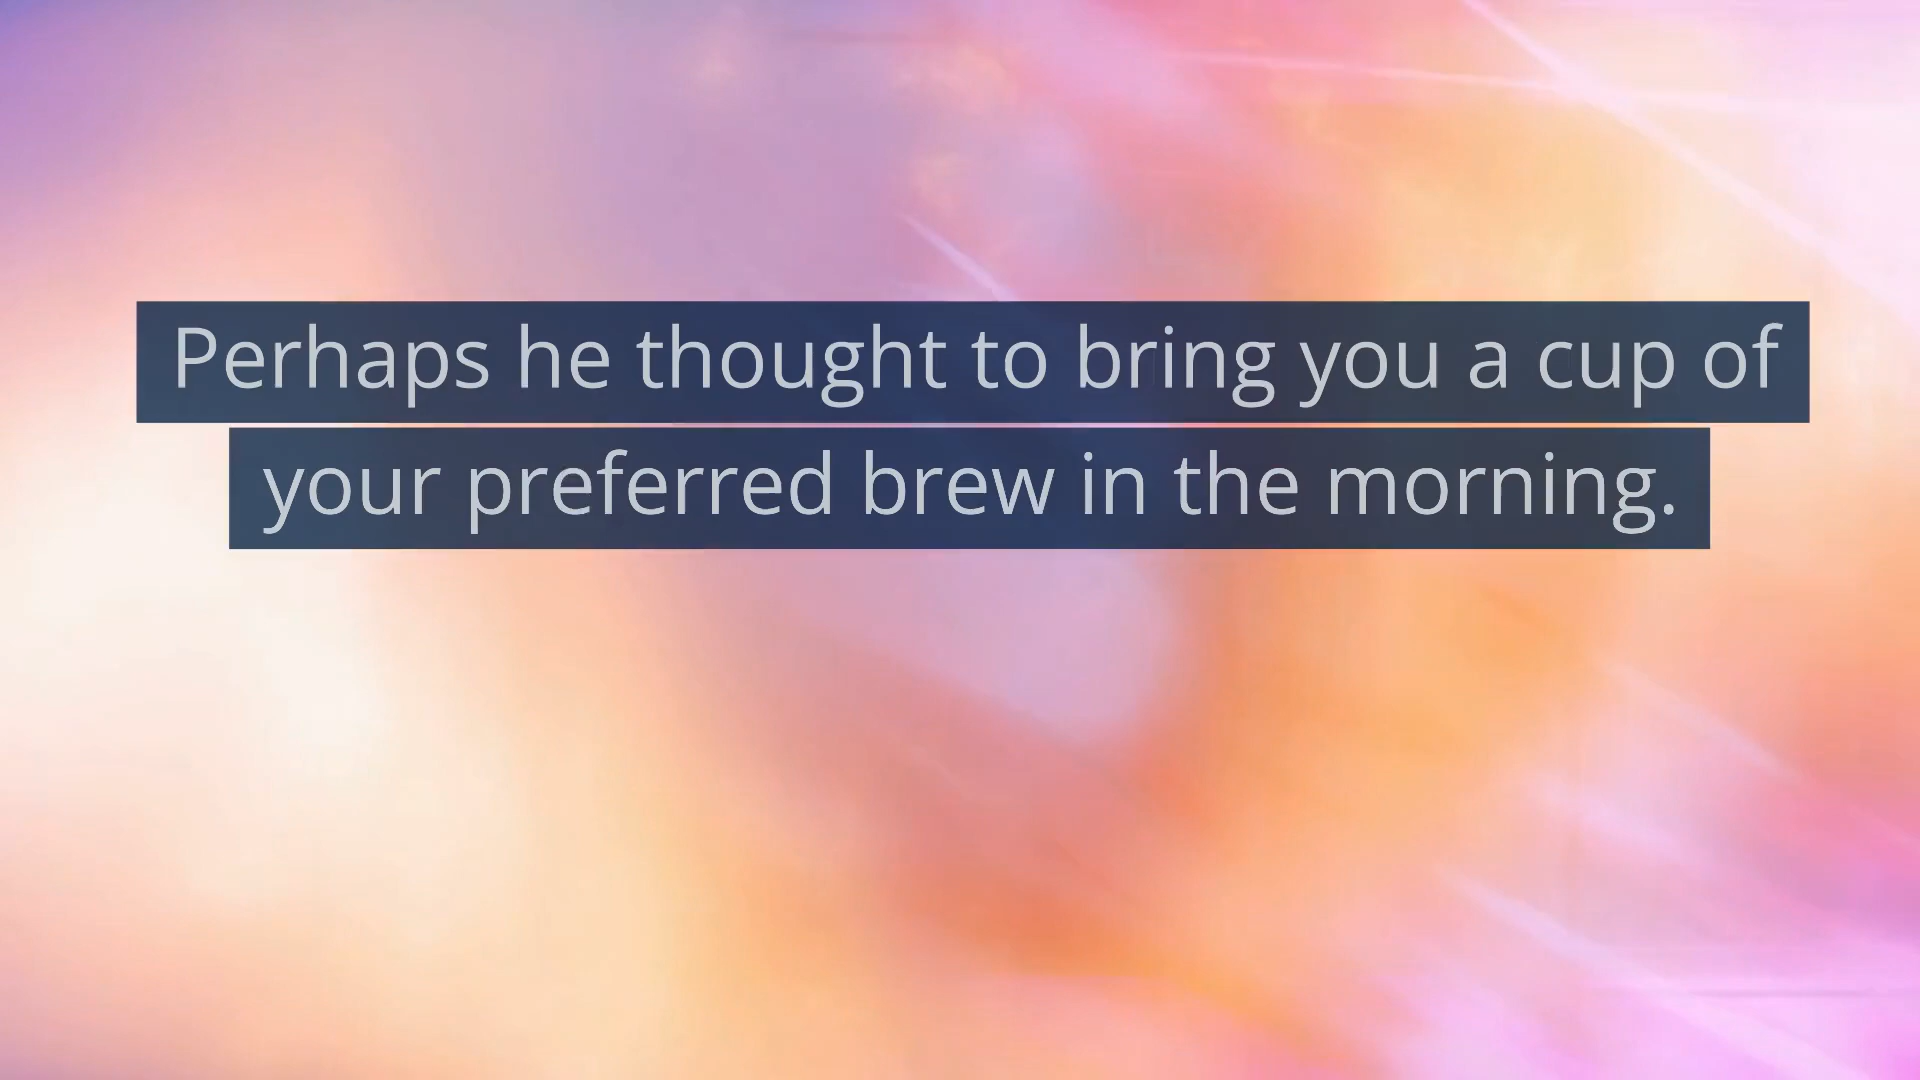 Perhaps he thought to bring you a cup of
your preferred brew in the morning.